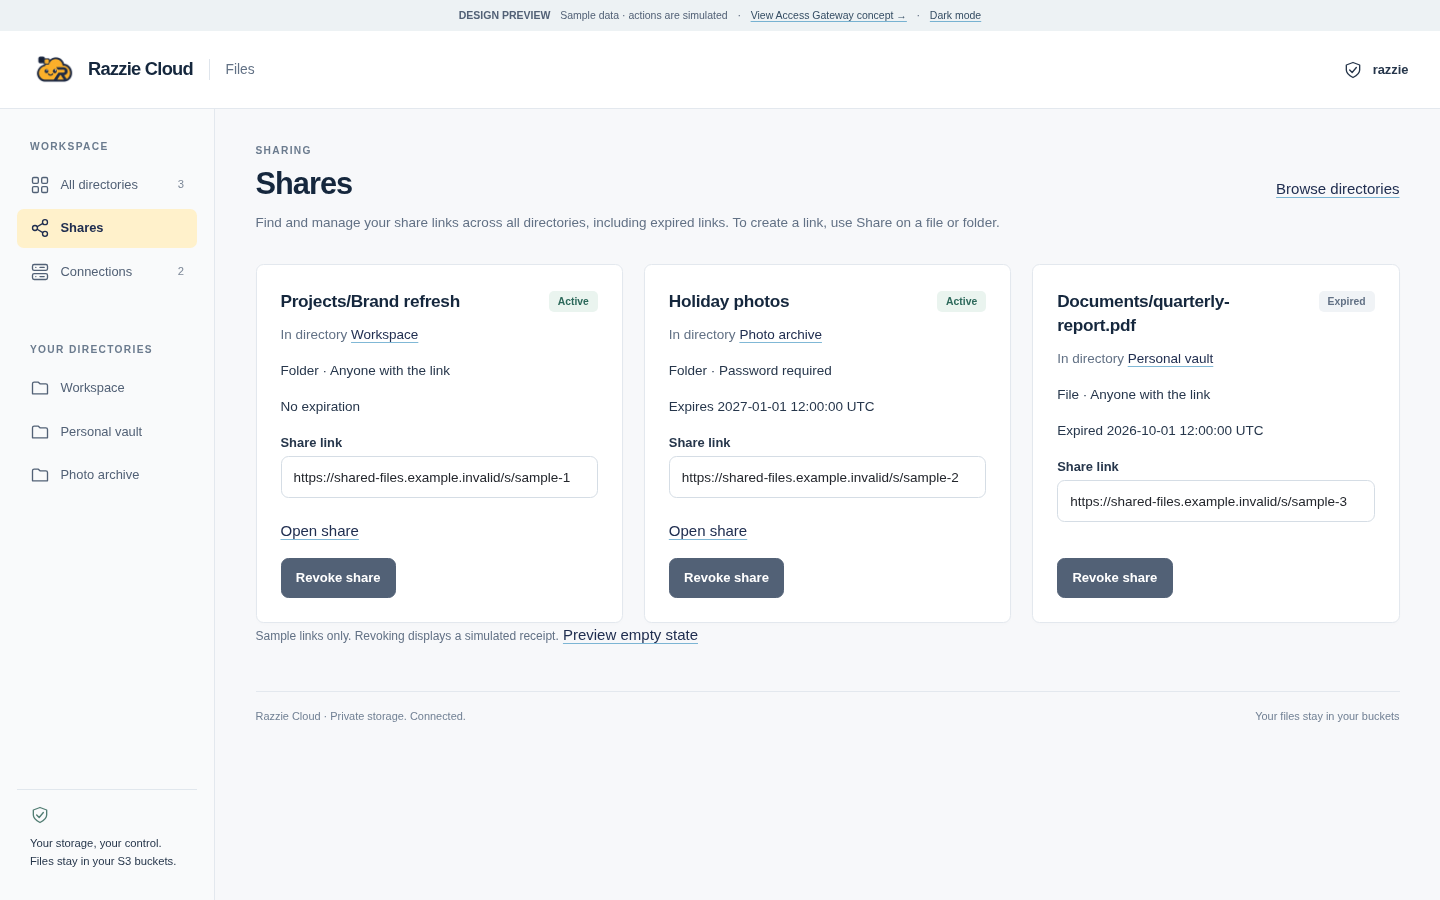 DESIGN PREVIEW Sample data · actions are simulated · View Access Gateway concept → · Dark mode
Razzie Cloud Files
razzie
WORKSPACE
All directories 3
Shares
Connections 2
YOUR DIRECTORIES
Workspace
Personal vault
Photo archive
Your storage, your control.
Files stay in your S3 buckets.
SHARING
Shares
Browse directories
Find and manage your share links across all directories, including expired links. To create a link, use Share on a file or folder.
Projects/Brand refresh Active
In directory Workspace
Folder · Anyone with the link
No expiration
Share link
https://shared-files.example.invalid/s/sample-1
Open share
Revoke share
Holiday photos Active
In directory Photo archive
Folder · Password required
Expires 2027-01-01 12:00:00 UTC
Share link
https://shared-files.example.invalid/s/sample-2
Open share
Revoke share
Documents/quarterly- Expired
report.pdf
In directory Personal vault
File · Anyone with the link
Expired 2026-10-01 12:00:00 UTC
Share link
https://shared-files.example.invalid/s/sample-3
Revoke share
Sample links only. Revoking displays a simulated receipt. Preview empty state
Razzie Cloud · Private storage. Connected.
Your files stay in your buckets